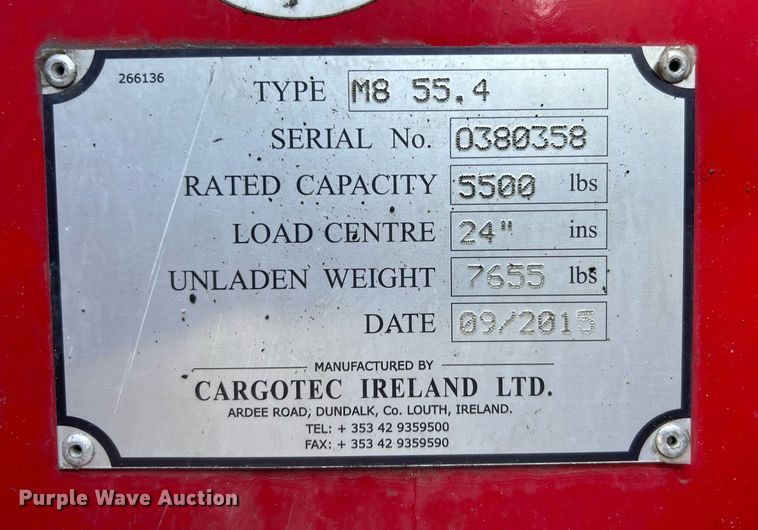 266136
TYPE M8 55.4
SERIAL No. 0380358
RATED CAPACITY 5500 lbs
LOAD CENTRE 24" ins
UNLADEN WEIGHT 7655 lbs
DATE 09/2015
MANUFACTURED BY
CARGOTEC IRELAND LTD.
ARDEE ROAD, DUNDALK, Co. LOUTH, IRELAND.
TEL: + 353 42 9359500
FAX: + 353 42 9359590
Purple Wave Auction